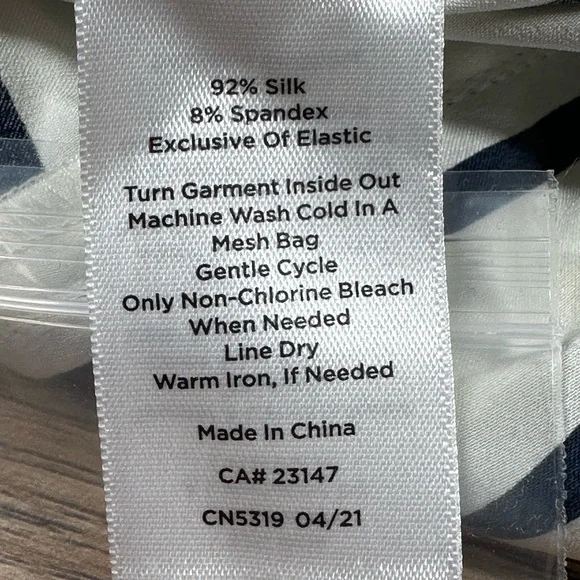 92% Silk
8% Spandex
Exclusive Of Elastic
Turn Garment Inside Out
Machine Wash Cold In A
Mesh Bag
Gentle Cycle
Only Non-Chlorine Bleach
When Needed
Line Dry
Warm Iron, If Needed
Made In China
CA# 23147
CN5319 04/21